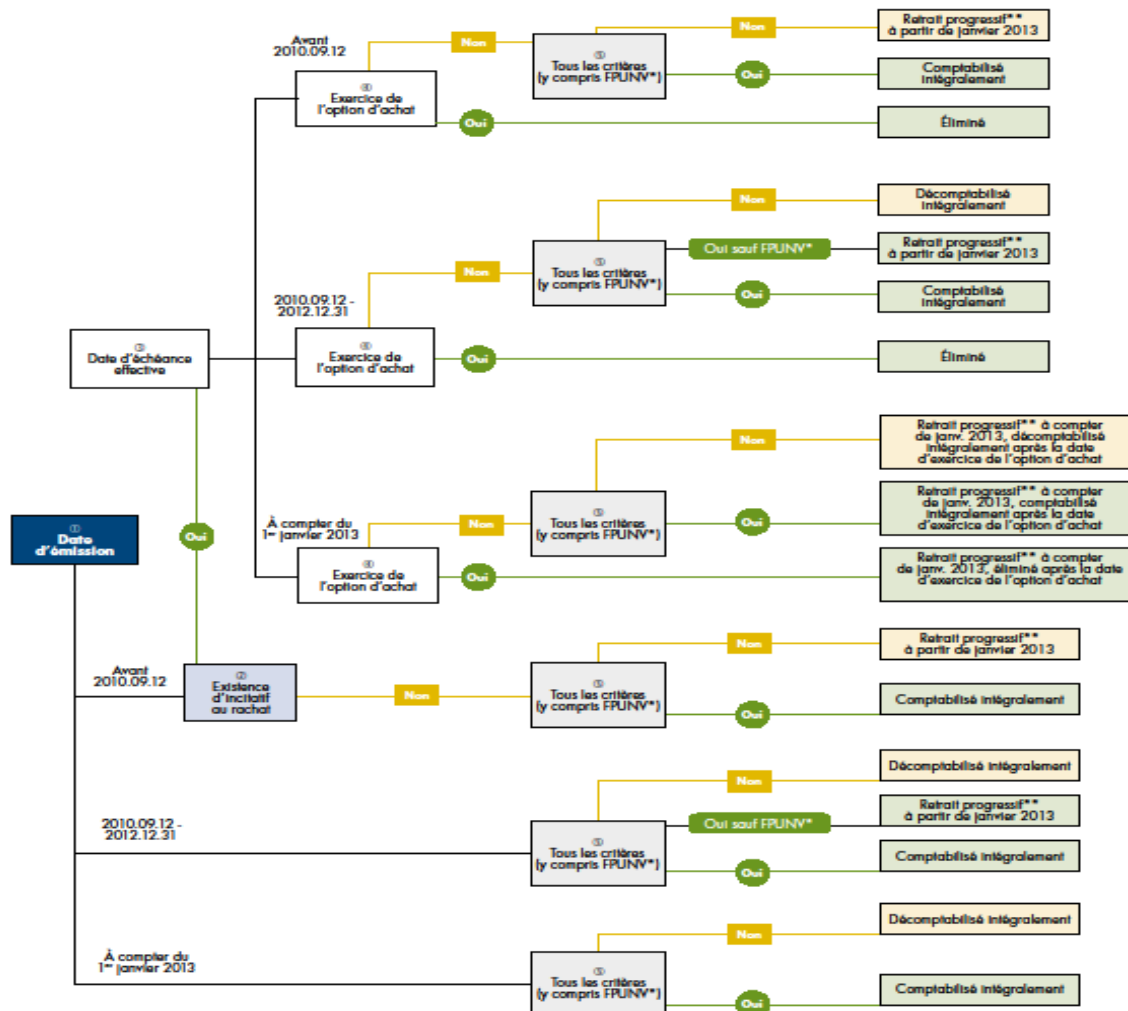 Avant
2010.09.12
Non
Non
Retrait progressif**
à partir de janvier 2013
⑤
Tous les critères
(y compris FPUNV*)
Oui
Comptabilisé
intégralement
④
Exercice de
l'option d'achat
Oui
Éliminé
Non
Décomptabilisé
intégralement
⑤
Tous les critères
(y compris FPUNV*)
Oui sauf FPUNV*
Retrait progressif**
à partir de janvier 2013
Non
Oui
Comptabilisé
intégralement
2010.09.12 -
2012.12.31
③
Date d'échéance
effective
④
Exercice de
l'option d'achat
Oui
Éliminé
Non
Retrait progressif** à compter
de janv. 2013, décomptabilisé
intégralement après la date
d'exercice de l'option d'achat
À compter du
1er janvier 2013
Non
⑤
Tous les critères
(y compris FPUNV*)
Oui
Retrait progressif** à compter
de janv. 2013, comptabilisé
intégralement après la date
d'exercice de l'option d'achat
①
Date
d'émission
Oui
④
Exercice de
l'option d'achat
Oui
Retrait progressif** à compter
de janv. 2013, éliminé après la date
d'exercice de l'option d'achat
Non
Retrait progressif**
à partir de janvier 2013
Avant
2010.09.12
②
Existence
d'incitatif
au rachat
Non
⑤
Tous les critères
(y compris FPUNV*)
Oui
Comptabilisé intégralement
Non
Décomptabilisé intégralement
2010.09.12 -
2012.12.31
⑤
Tous les critères
(y compris FPUNV*)
Oui sauf FPUNV*
Retrait progressif**
à partir de janvier 2013
Oui
Comptabilisé intégralement
Non
Décomptabilisé intégralement
À compter du
1er janvier 2013
⑤
Tous les critères
(y compris FPUNV*)
Oui
Comptabilisé intégralement